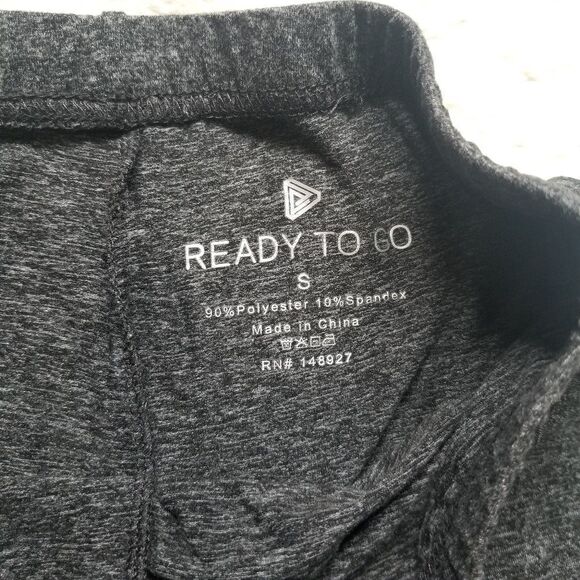 READY TO GO
S
90%Polyester 10%Spandex
Made in China
RN# 148927